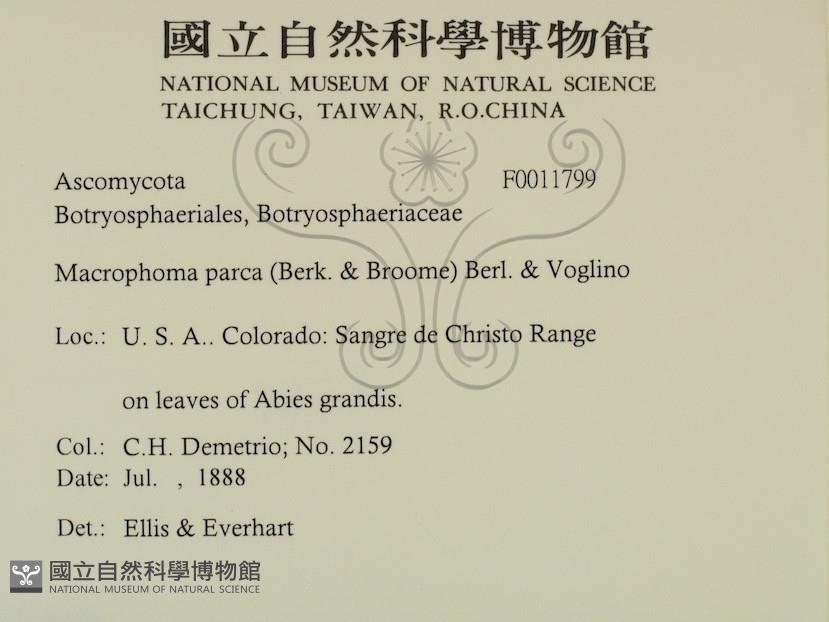 國立自然科學博物館
NATIONAL MUSEUM OF NATURAL SCIENCE
TAICHUNG, TAIWAN, R.O.CHINA
Ascomycota F0011799
Botryosphaeriales, Botryosphaeriaceae
Macrophoma parca (Berk. & Broome) Berl. & Voglino
Loc.: U. S. A.. Colorado: Sangre de Christo Range
on leaves of Abies grandis.
Col.: C.H. Demetrio; No. 2159
Date: Jul. , 1888
Det.: Ellis & Everhart
國立自然科學博物館
NATIONAL MUSEUM OF NATURAL SCIENCE